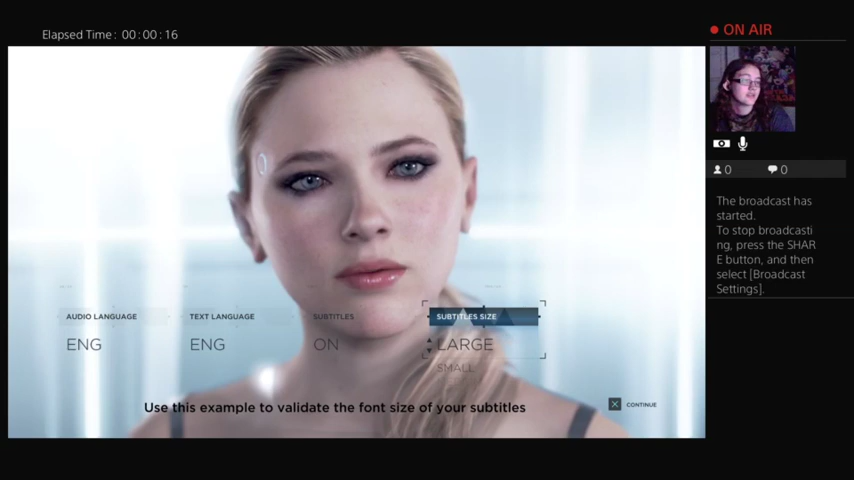 Elapsed Time: 00:00:16
ON AIR
0 0
The broadcast has
started.
To stop broadcasti
ng, press the SHAR
E button, and then
select [Broadcast
Settings].
AUDIO LANGUAGE TEXT LANGUAGE SUBTITLES SUBTITLES SIZE
ENG ENG ON LARGE
SMALL
Use this example to validate the font size of your subtitles
CONTINUE